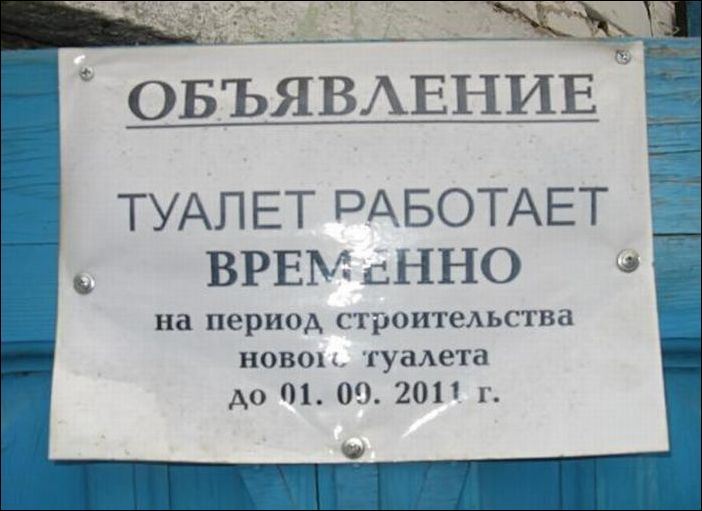 ОБЪЯВЛЕНИЕ
ТУАЛЕТ РАБОТАЕТ
ВРЕМЕННО
на период строительства
нового туалета
до 01. 09. 2011 г.